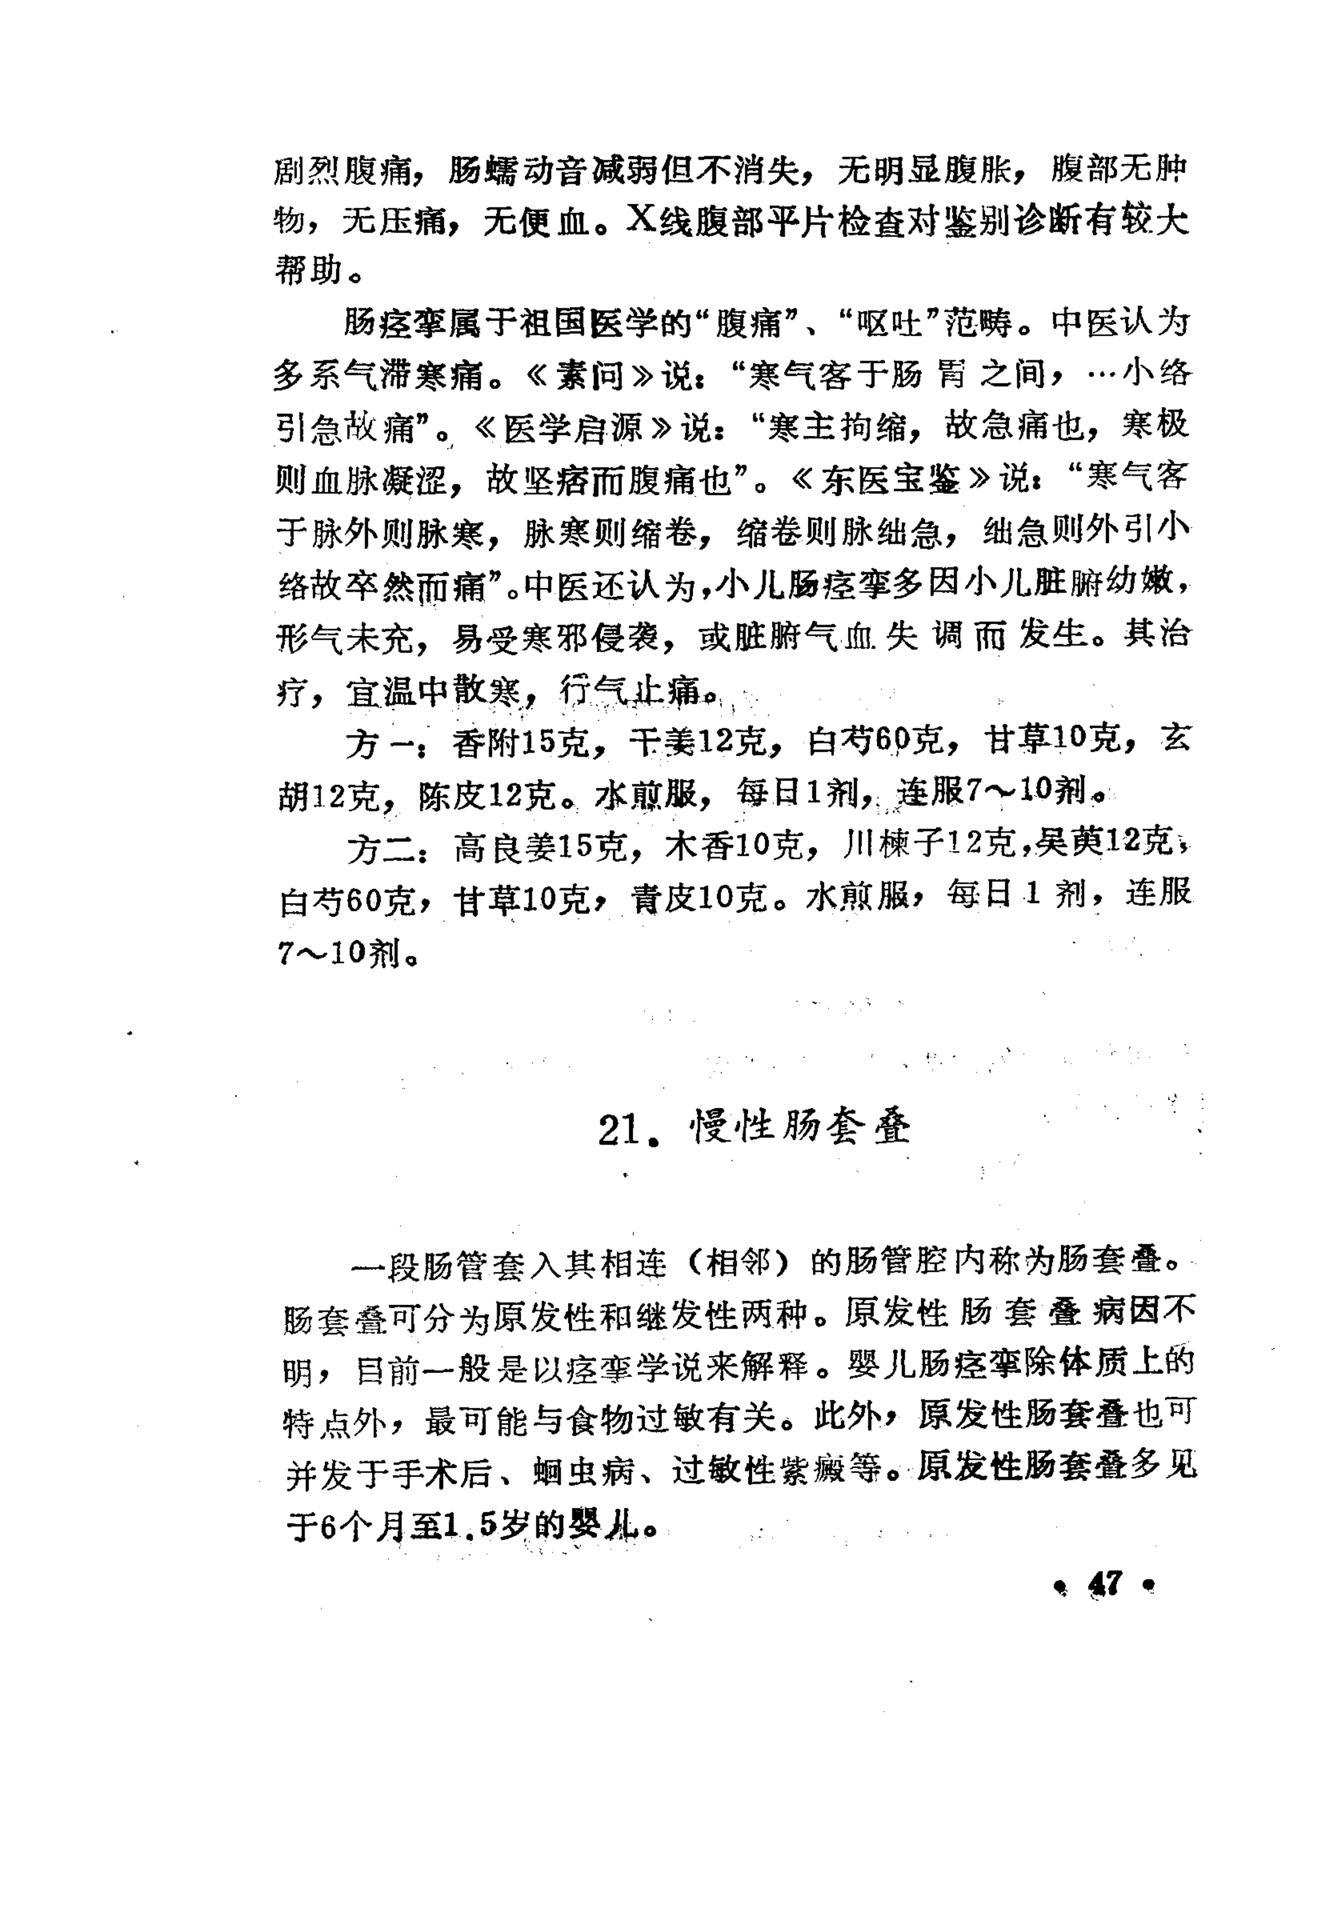 剧烈腹痛，肠蠕动音减弱但不消失，无明显腹胀，腹部无肿
物，无压痛，无便血。X线腹部平片检查对鉴别诊断有较大
帮助。
肠痉挛属于祖国医学的“腹痛”、“呕吐”范畴。中医认为
多系气滞寒痛。《素问》说：“寒气客于肠胃之间，…小络
引急故痛”。《医学启源》说：“寒主拘缩，故急痛也，寒极
则血脉凝涩，故坚痞而腹痛也”。《东医宝鉴》说：“寒气客
于脉外则脉寒，脉寒则缩卷，缩卷则脉绌急，绌急则外引小
络故卒然而痛”。中医还认为，小儿肠痉挛多因小儿脏腑幼嫩，
形气未充，易受寒邪侵袭，或脏腑气血失调而发生。其治
疗，宜温中散寒，行气止痛。
方一：香附15克，干姜12克，白芍60克，甘草10克，玄
胡12克，陈皮12克。水煎服，每日1剂，连服7～10剂。
方二：高良姜15克，木香10克，川楝子12克，吴萸12克，
白芍60克，甘草10克，青皮10克。水煎服，每日1剂，连服
7～10剂。
21．慢性肠套叠
一段肠管套入其相连（相邻）的肠管腔内称为肠套叠。
肠套叠可分为原发性和继发性两种。原发性肠套叠病因不
明，目前一般是以痉挛学说来解释。婴儿肠痉挛除体质上的
特点外，最可能与食物过敏有关。此外，原发性肠套叠也可
并发于手术后、蛔虫病、过敏性紫癜等。原发性肠套叠多见
于6个月至1.5岁的婴儿。
• 47 •